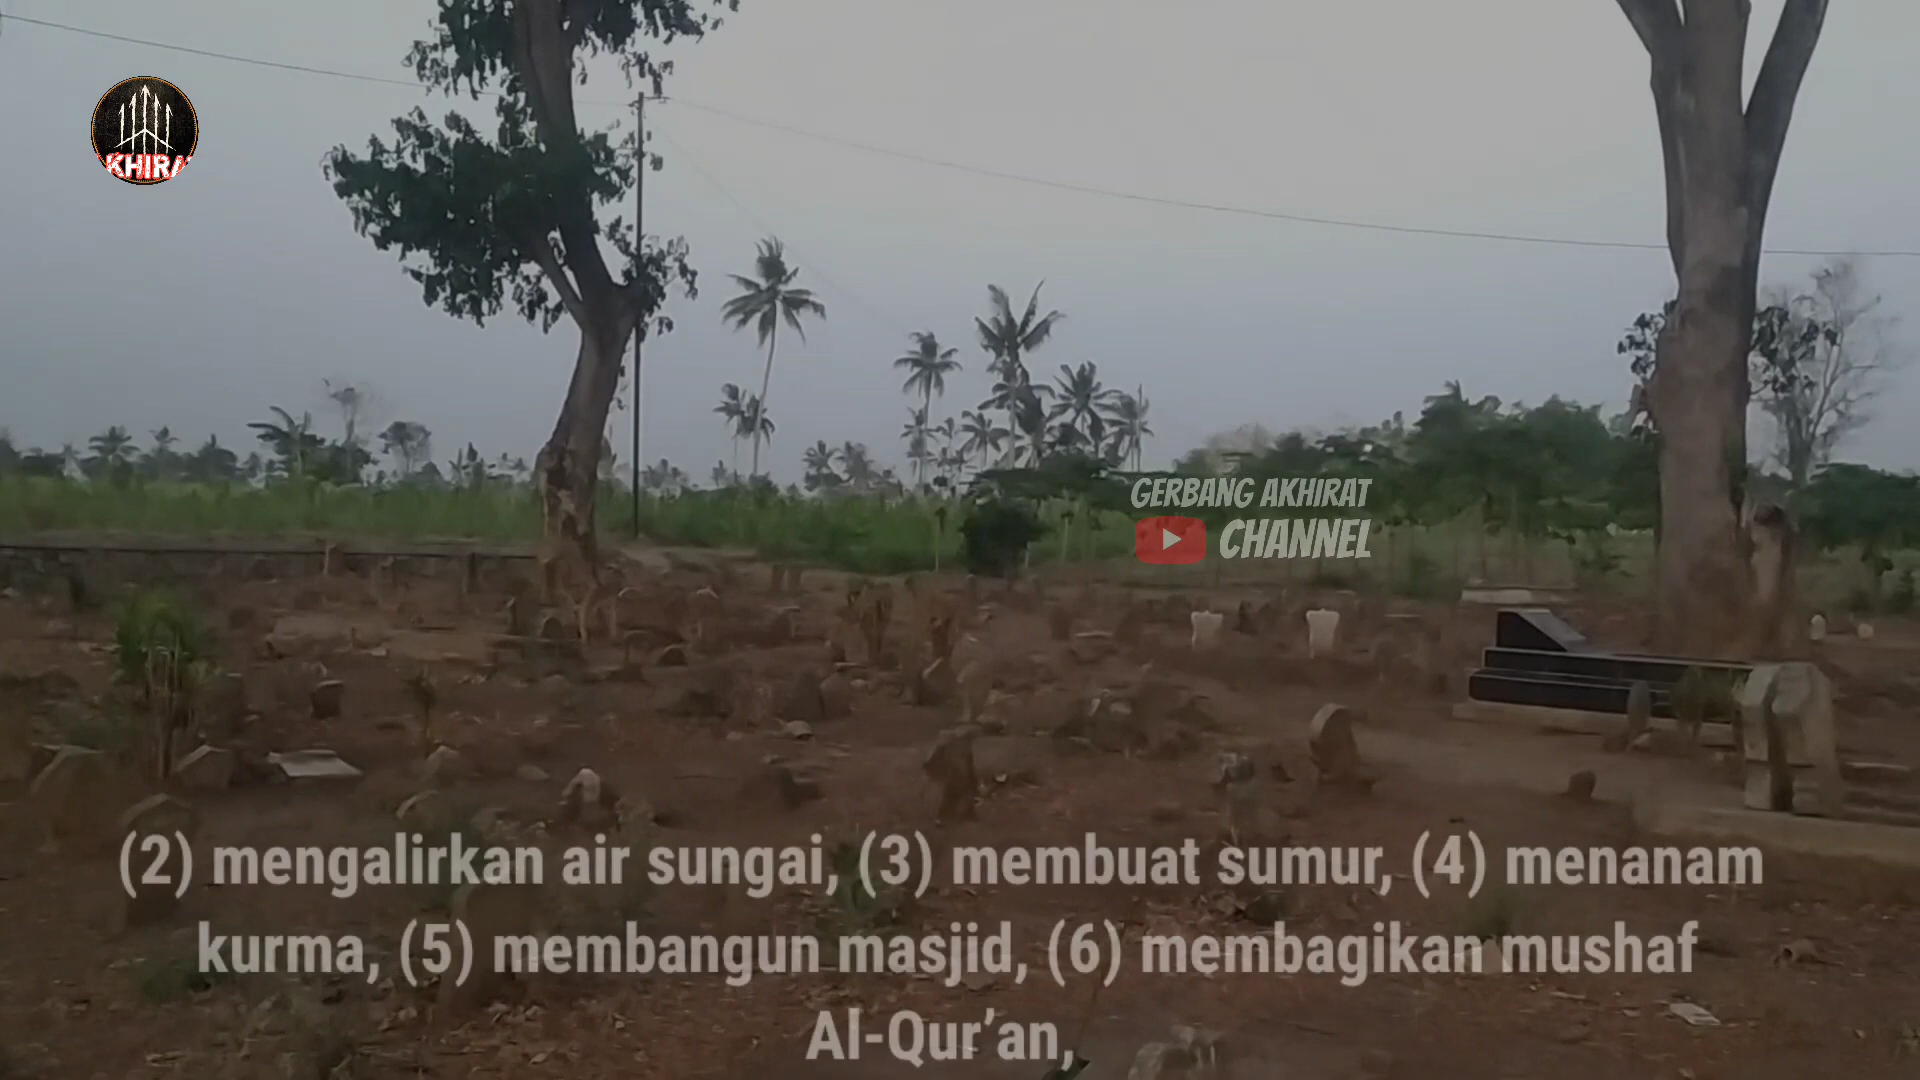 KHIRA
GERBANG AKHIRAT
CHANNEL
(2) mengalirkan air sungai, (3) membuat sumur, (4) menanam
kurma, (5) membangun masjid, (6) membagikan mushaf
Al-Qur’an,